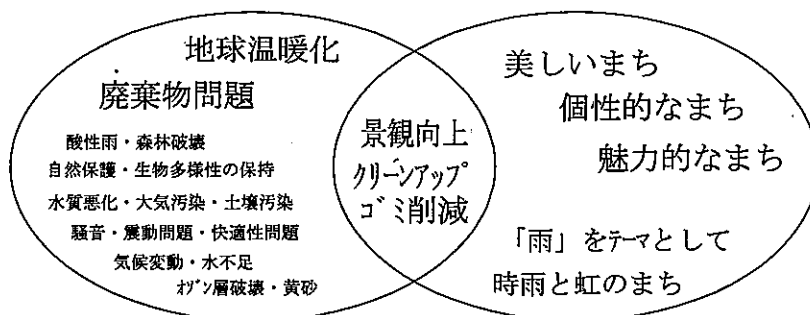 地球温暖化
廃棄物問題
酸性雨・森林破壊
自然保護・生物多様性の保持
水質悪化・大気汚染・土壌汚染
騒音・震動問題・快適性問題
気候変動・水不足
オゾン層破壊・黄砂
景観向上
クリーンアップ
ゴミ削減
美しいまち
個性的なまち
魅力的なまち
「雨」をテーマとして
時雨と虹のまち